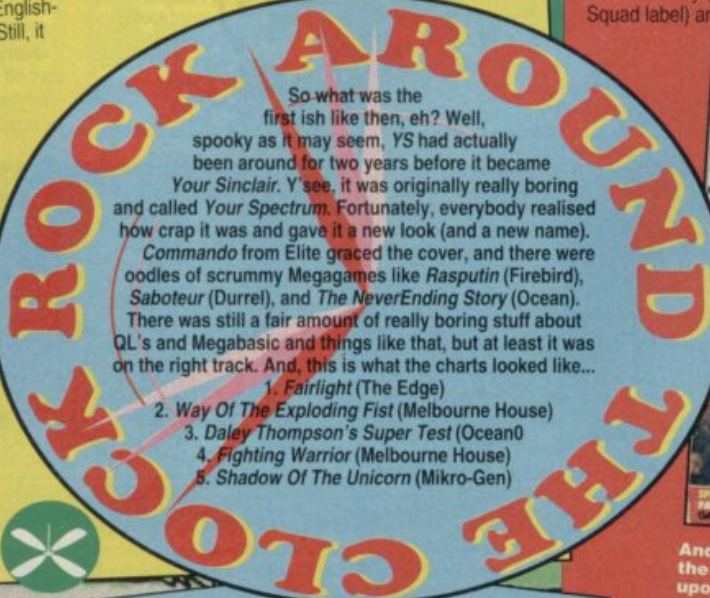 English-
Still, it
Squad label) an
ROCK AROUND THE CLOCK
So what was the
first ish like then, eh? Well,
spooky as it may seem, YS had actually
been around for two years before it became
Your Sinclair. Y'see, it was originally really boring
and called Your Spectrum. Fortunately, everybody realised
how crap it was and gave it a new look (and a new name).
Commando from Elite graced the cover, and there were
oodles of scrummy Megagames like Rasputin (Firebird),
Saboteur (Durrel), and The NeverEnding Story (Ocean).
There was still a fair amount of really boring stuff about
QL's and Megabasic and things like that, but at least it was
on the right track. And, this is what the charts looked like...
1. Fairlight (The Edge)
2. Way Of The Exploding Fist (Melbourne House)
3. Daley Thompson's Super Test (Ocean0
4. Fighting Warrior (Melbourne House)
5. Shadow Of The Unicorn (Mikro-Gen)
And
the
upo